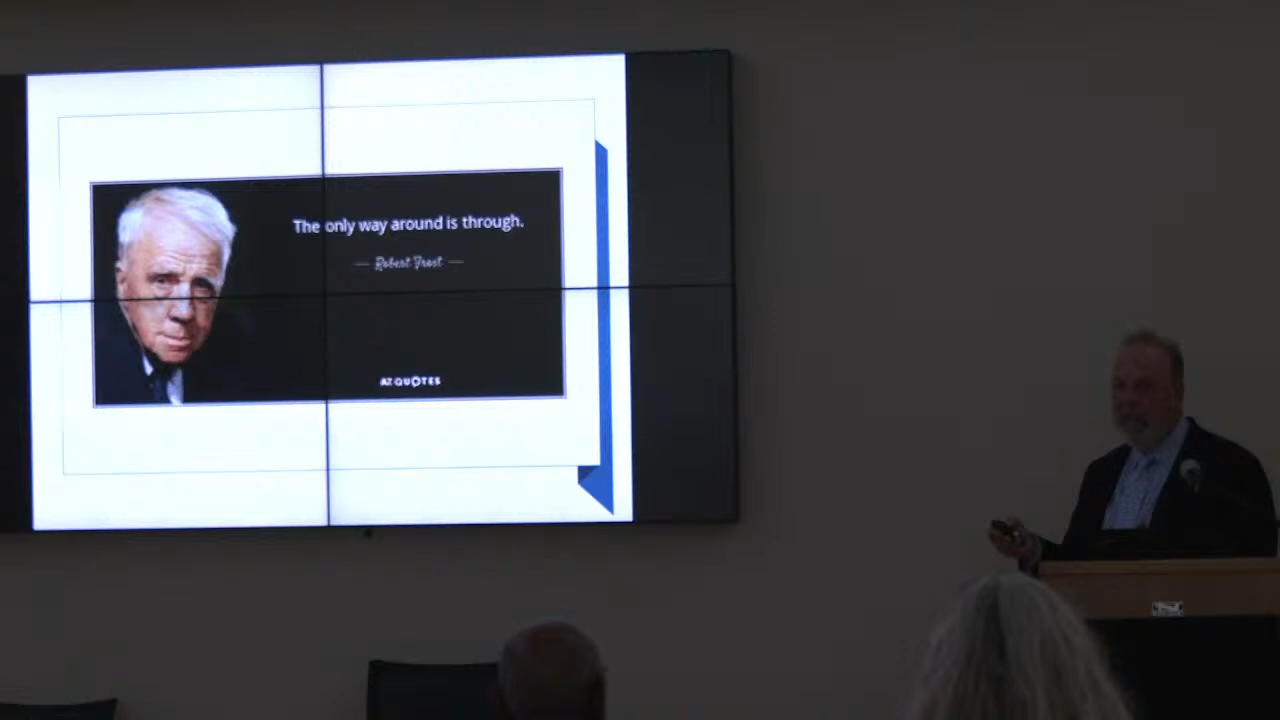 The only way around is through.
— Robert Frost —
AZ QUOTES